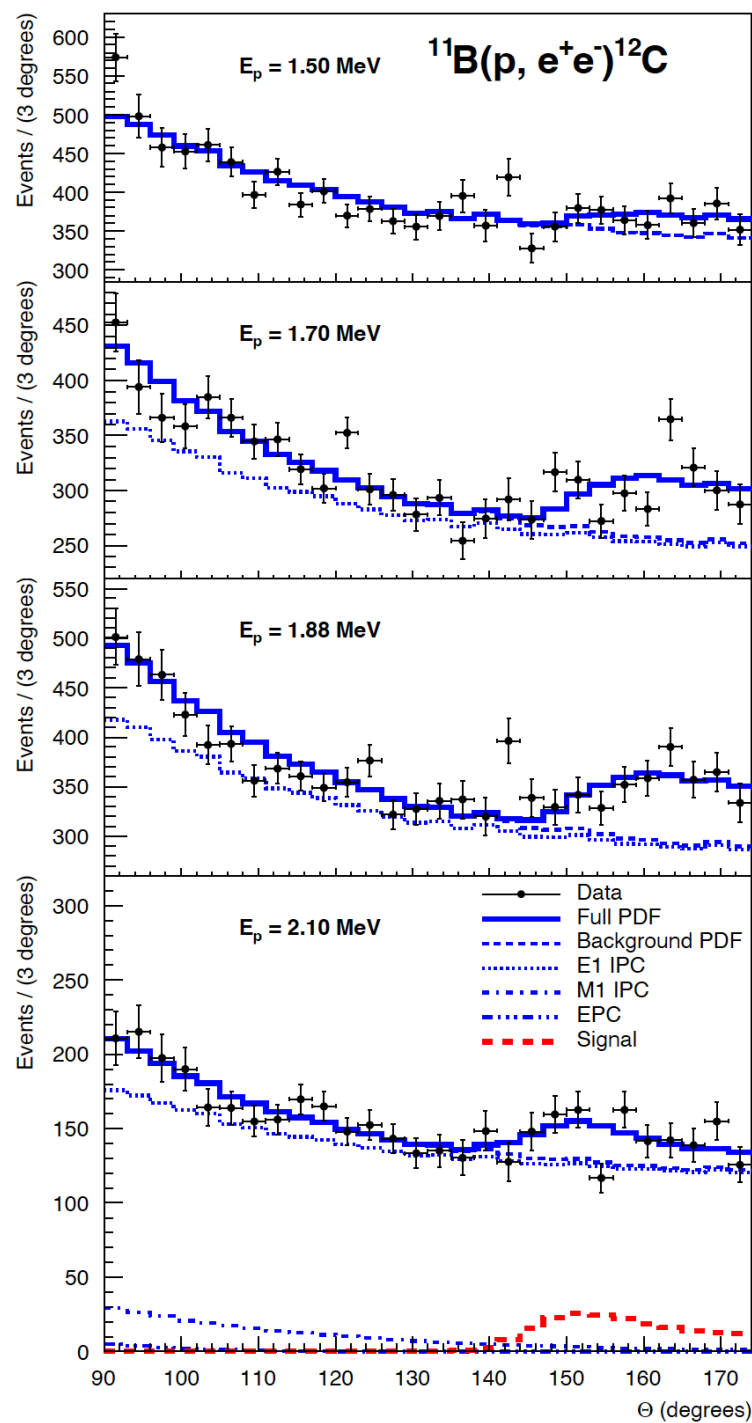 ¹¹B(p, e⁺e⁻)¹²C
E_p = 1.50 MeV
Events / (3 degrees)
600
550
500
450
400
350
300
E_p = 1.70 MeV
Events / (3 degrees)
450
400
350
300
250
E_p = 1.88 MeV
Events / (3 degrees)
550
500
450
400
350
300
E_p = 2.10 MeV
Events / (3 degrees)
300
250
200
150
100
50
0
Data
Full PDF
Background PDF
E1 IPC
M1 IPC
EPC
Signal
90 100 110 120 130 140 150 160 170
Θ (degrees)